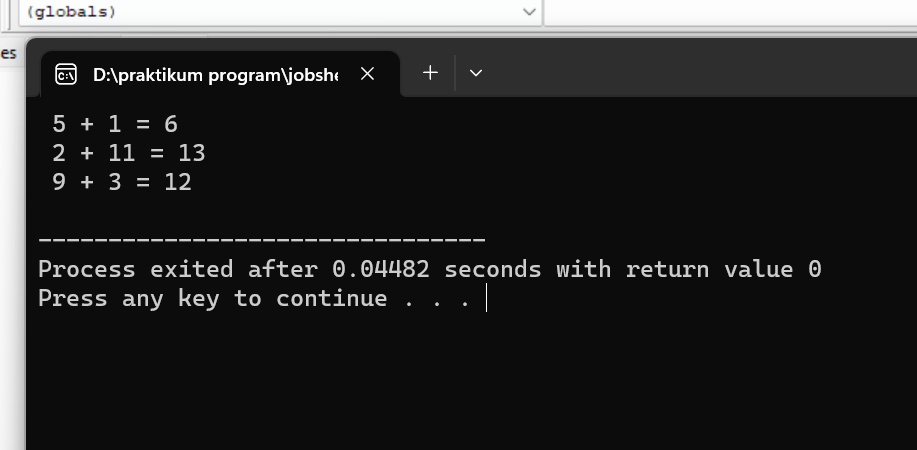 (globals)
es
D:\praktikum program\jobshe
5 + 1 = 6
2 + 11 = 13
9 + 3 = 12
--------------------------------
Process exited after 0.04482 seconds with return value 0
Press any key to continue . . .